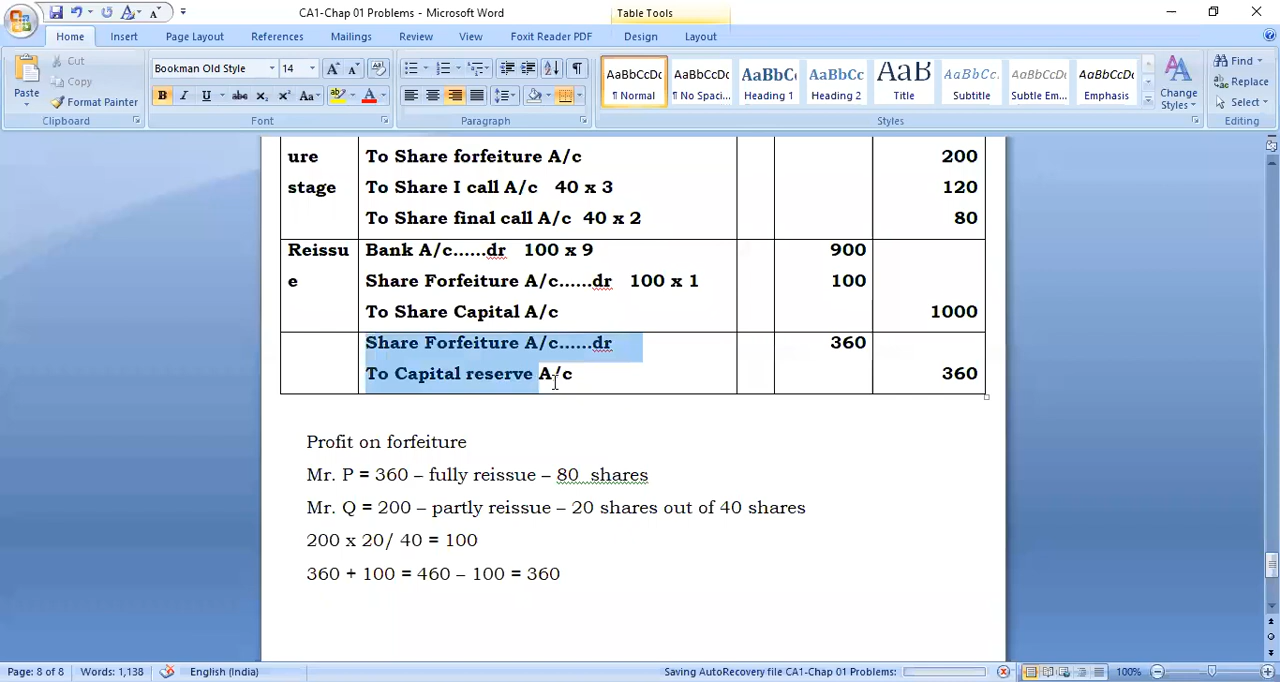 CA1-Chap 01 Problems - Microsoft Word
Table Tools
Home Insert Page Layout References Mailings Review View Foxit Reader PDF Design Layout
Cut
Copy
Format Painter
Paste
Clipboard
Bookman Old Style 14
Font
Paragraph
AaBbCcDc AaBbCcDc AaBbC AaBbCc AaB AaBbCc. AaBbCcDc AaBbCcDc
¶ Normal ¶ No Spaci... Heading 1 Heading 2 Title Subtitle Subtle Em... Emphasis
Change
Styles
Styles
Find
Replace
Select
Editing
ure To Share forfeiture A/c 200
stage To Share I call A/c 40 x 3 120
To Share final call A/c 40 x 2 80
Reissu Bank A/c......dr 100 x 9 900
e Share Forfeiture A/c......dr 100 x 1 100
To Share Capital A/c 1000
Share Forfeiture A/c......dr 360
To Capital reserve A/c 360
Profit on forfeiture
Mr. P = 360 – fully reissue – 80 shares
Mr. Q = 200 – partly reissue – 20 shares out of 40 shares
200 x 20/ 40 = 100
360 + 100 = 460 – 100 = 360
Page: 8 of 8 Words: 1,138 English (India) Saving AutoRecovery file CA1-Chap 01 Problems: 100%